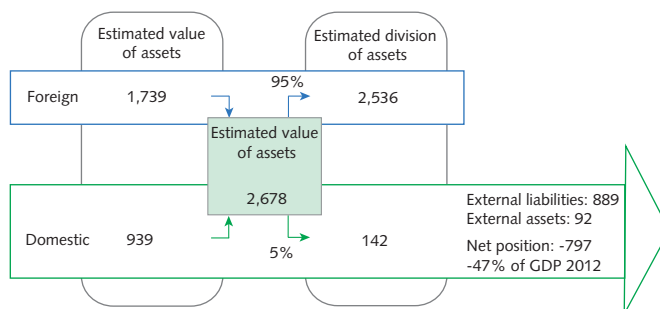 Estimated value
of assets
Estimated division
of assets
Foreign
1,739
95%
2,536
Estimated value
of assets
2,678
Domestic
939
5%
142
External liabilities: 889
External assets: 92
Net position: -797
-47% of GDP 2012